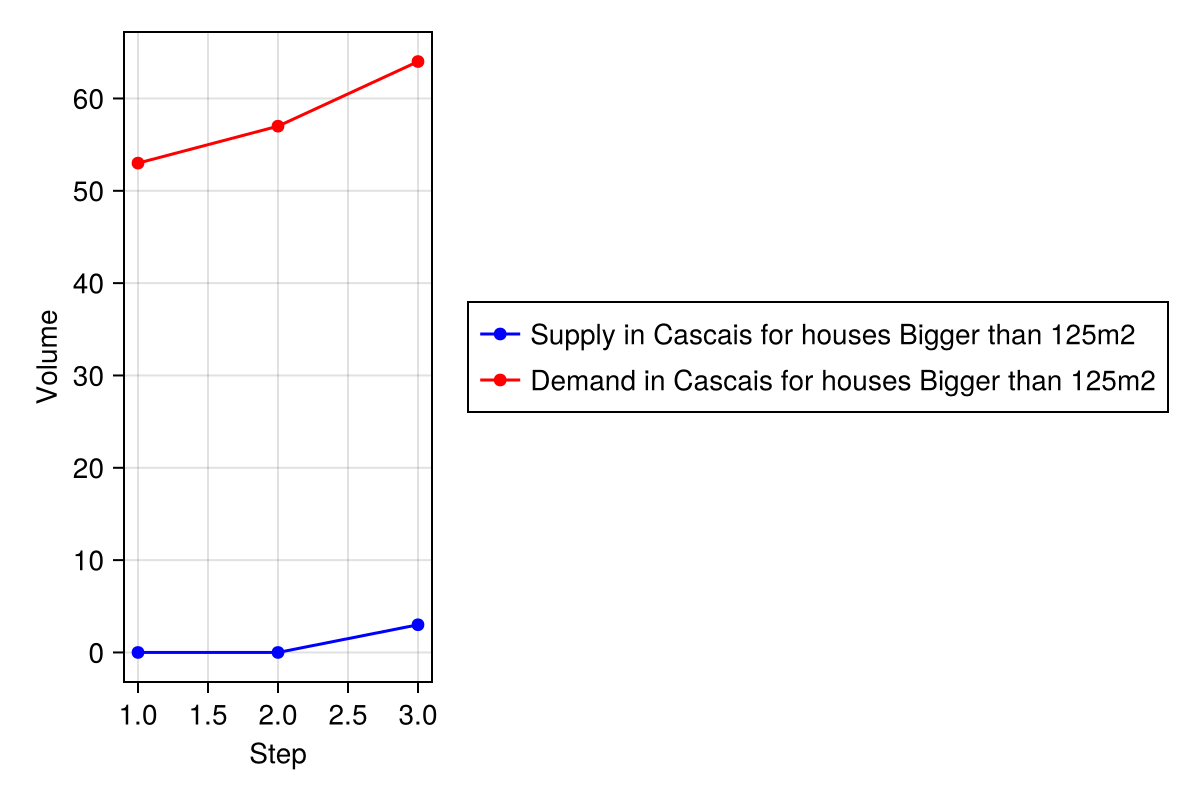 60
50
40
30
20
10
0
Volume
1.0 1.5 2.0 2.5 3.0
Step
Supply in Cascais for houses Bigger than 125m2
Demand in Cascais for houses Bigger than 125m2